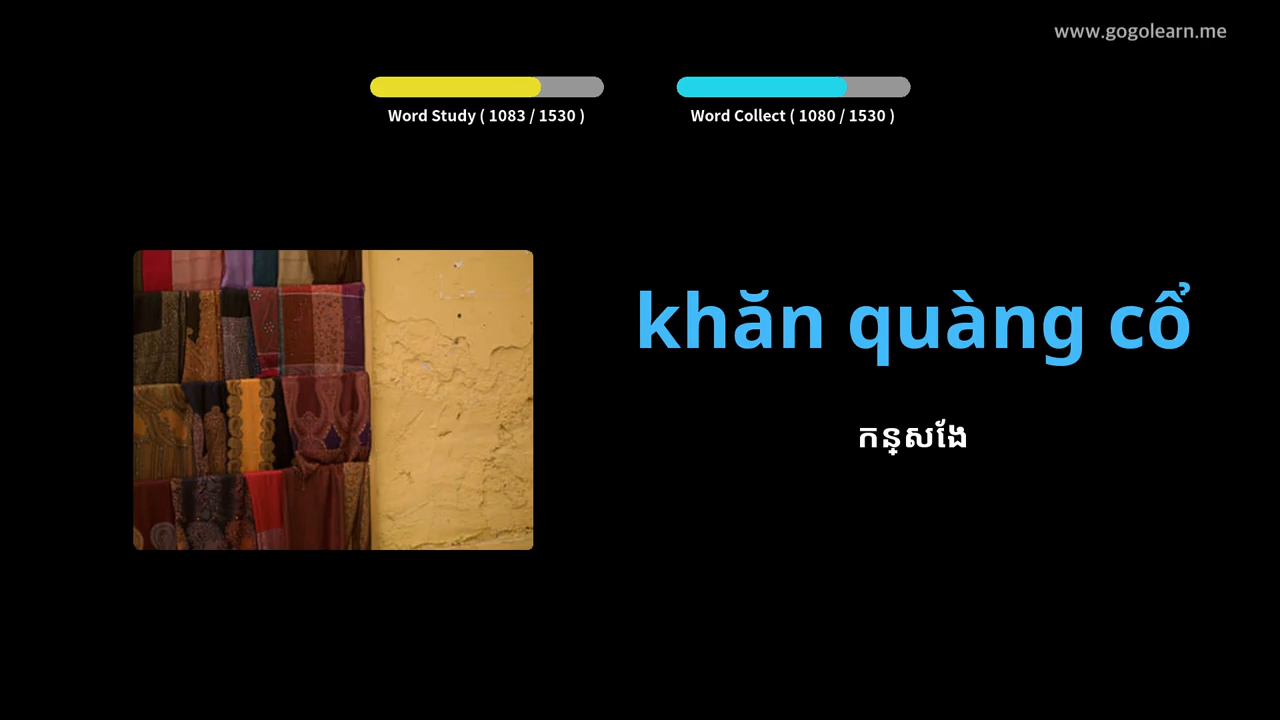 www.gogolearn.me
Word Study ( 1083 / 1530 )
Word Collect ( 1080 / 1530 )
khăn quàng cổ
កន្សែង